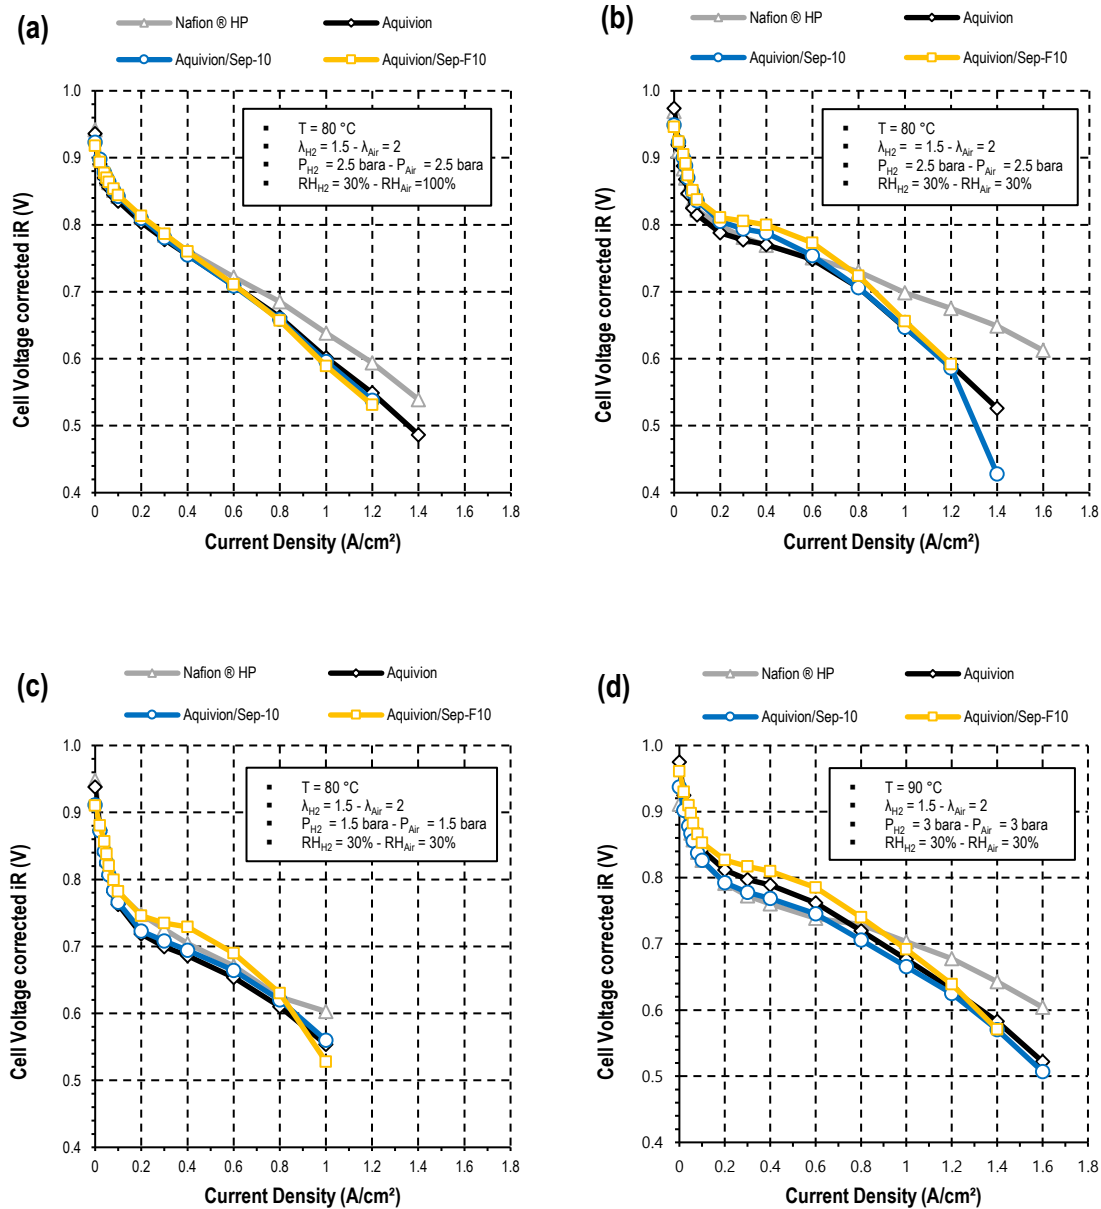 (a)
Nafion ® HP
Aquivion
Aquivion/Sep-10
Aquivion/Sep-F10
Cell Voltage corrected iR (V)
1.0
0.9
0.8
0.7
0.6
0.5
0.4
▪ T = 80 °C
▪ λH2 = 1.5 - λAir = 2
▪ PH2 = 2.5 bara - PAir = 2.5 bara
▪ RHH2 = 30% - RHAir =100%
0 0.2 0.4 0.6 0.8 1.0 1.2 1.4 1.6 1.8
Current Density (A/cm²)
(b)
Nafion ® HP
Aquivion
Aquivion/Sep-10
Aquivion/Sep-F10
Cell Voltage corrected iR (V)
1.0
0.9
0.8
0.7
0.6
0.5
0.4
▪ T = 80 °C
▪ λH2 = = 1.5 - λAir = 2
▪ PH2 = 2.5 bara - PAir = 2.5 bara
▪ RHH2 = 30% - RHAir = 30%
0 0.2 0.4 0.6 0.8 1.0 1.2 1.4 1.6 1.8
Current Density (A/cm²)
(c)
Nafion ® HP
Aquivion
Aquivion/Sep-10
Aquivion/Sep-F10
Cell Voltage corrected iR (V)
1.0
0.9
0.8
0.7
0.6
0.5
0.4
▪ T = 80 °C
▪ λH2 = 1.5 - λAir = 2
▪ PH2 = 1.5 bara - PAir = 1.5 bara
▪ RHH2 = 30% - RHAir = 30%
0 0.2 0.4 0.6 0.8 1 1.2 1.4 1.6 1.8
Current Density (A/cm²)
(d)
Nafion ® HP
Aquivion
Aquivion/Sep-10
Aquivion/Sep-F10
Cell Voltage corrected iR (V)
1.0
0.9
0.8
0.7
0.6
0.5
0.4
▪ T = 90 °C
▪ λH2 = 1.5 - λAir = 2
▪ PH2 = 3 bara - PAir = 3 bara
▪ RHH2 = 30% - RHAir = 30%
0 0.2 0.4 0.6 0.8 1 1.2 1.4 1.6 1.8
Current Density (A/cm²)